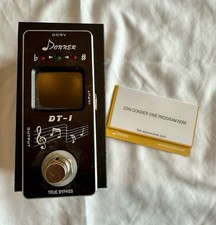 DC9V
Donner
♭ #
INPUT
DT-1
OUTPUT
TRUE BYPASS
JOIN DONNER VINE PROGRAM NOW